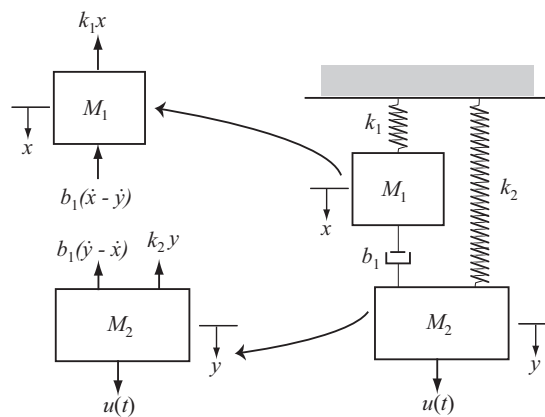 k₁x
M₁
x
b₁(ẋ - ẏ)
b₁(ẏ - ẋ)
k₂y
M₂
y
u(t)
k₁
k₂
M₁
x
b₁
M₂
y
u(t)